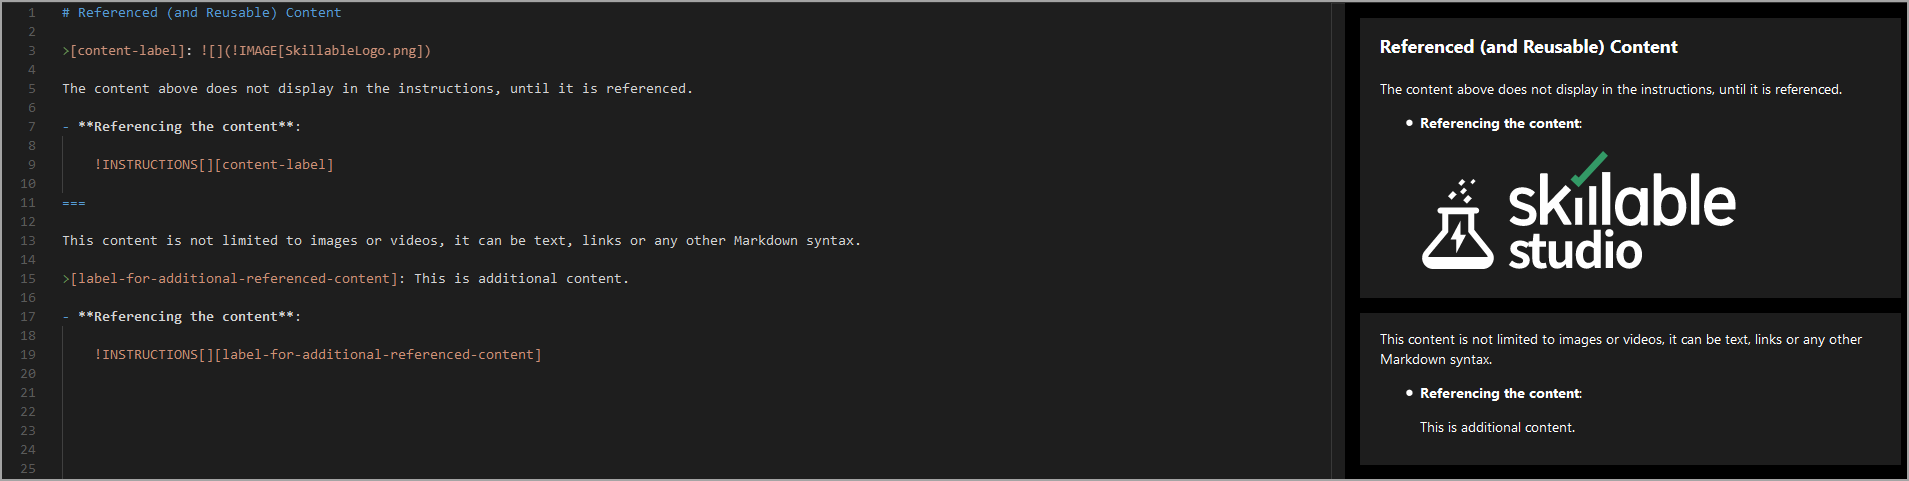 1 # Referenced (and Reusable) Content
2
3 >[content-label]: ![](!IMAGE[SkillableLogo.png])
4
5 The content above does not display in the instructions, until it is referenced.
6
7 - **Referencing the content**:
8
9 !INSTRUCTIONS[][content-label]
10
11 ===
12
13 This content is not limited to images or videos, it can be text, links or any other Markdown syntax.
14
15 >[label-for-additional-referenced-content]: This is additional content.
16
17 - **Referencing the content**:
18
19 !INSTRUCTIONS[][label-for-additional-referenced-content]
20
21
22
23
24
25
Referenced (and Reusable) Content
The content above does not display in the instructions, until it is referenced.
• Referencing the content:
skillable
studio
This content is not limited to images or videos, it can be text, links or any other
Markdown syntax.
• Referencing the content:
This is additional content.